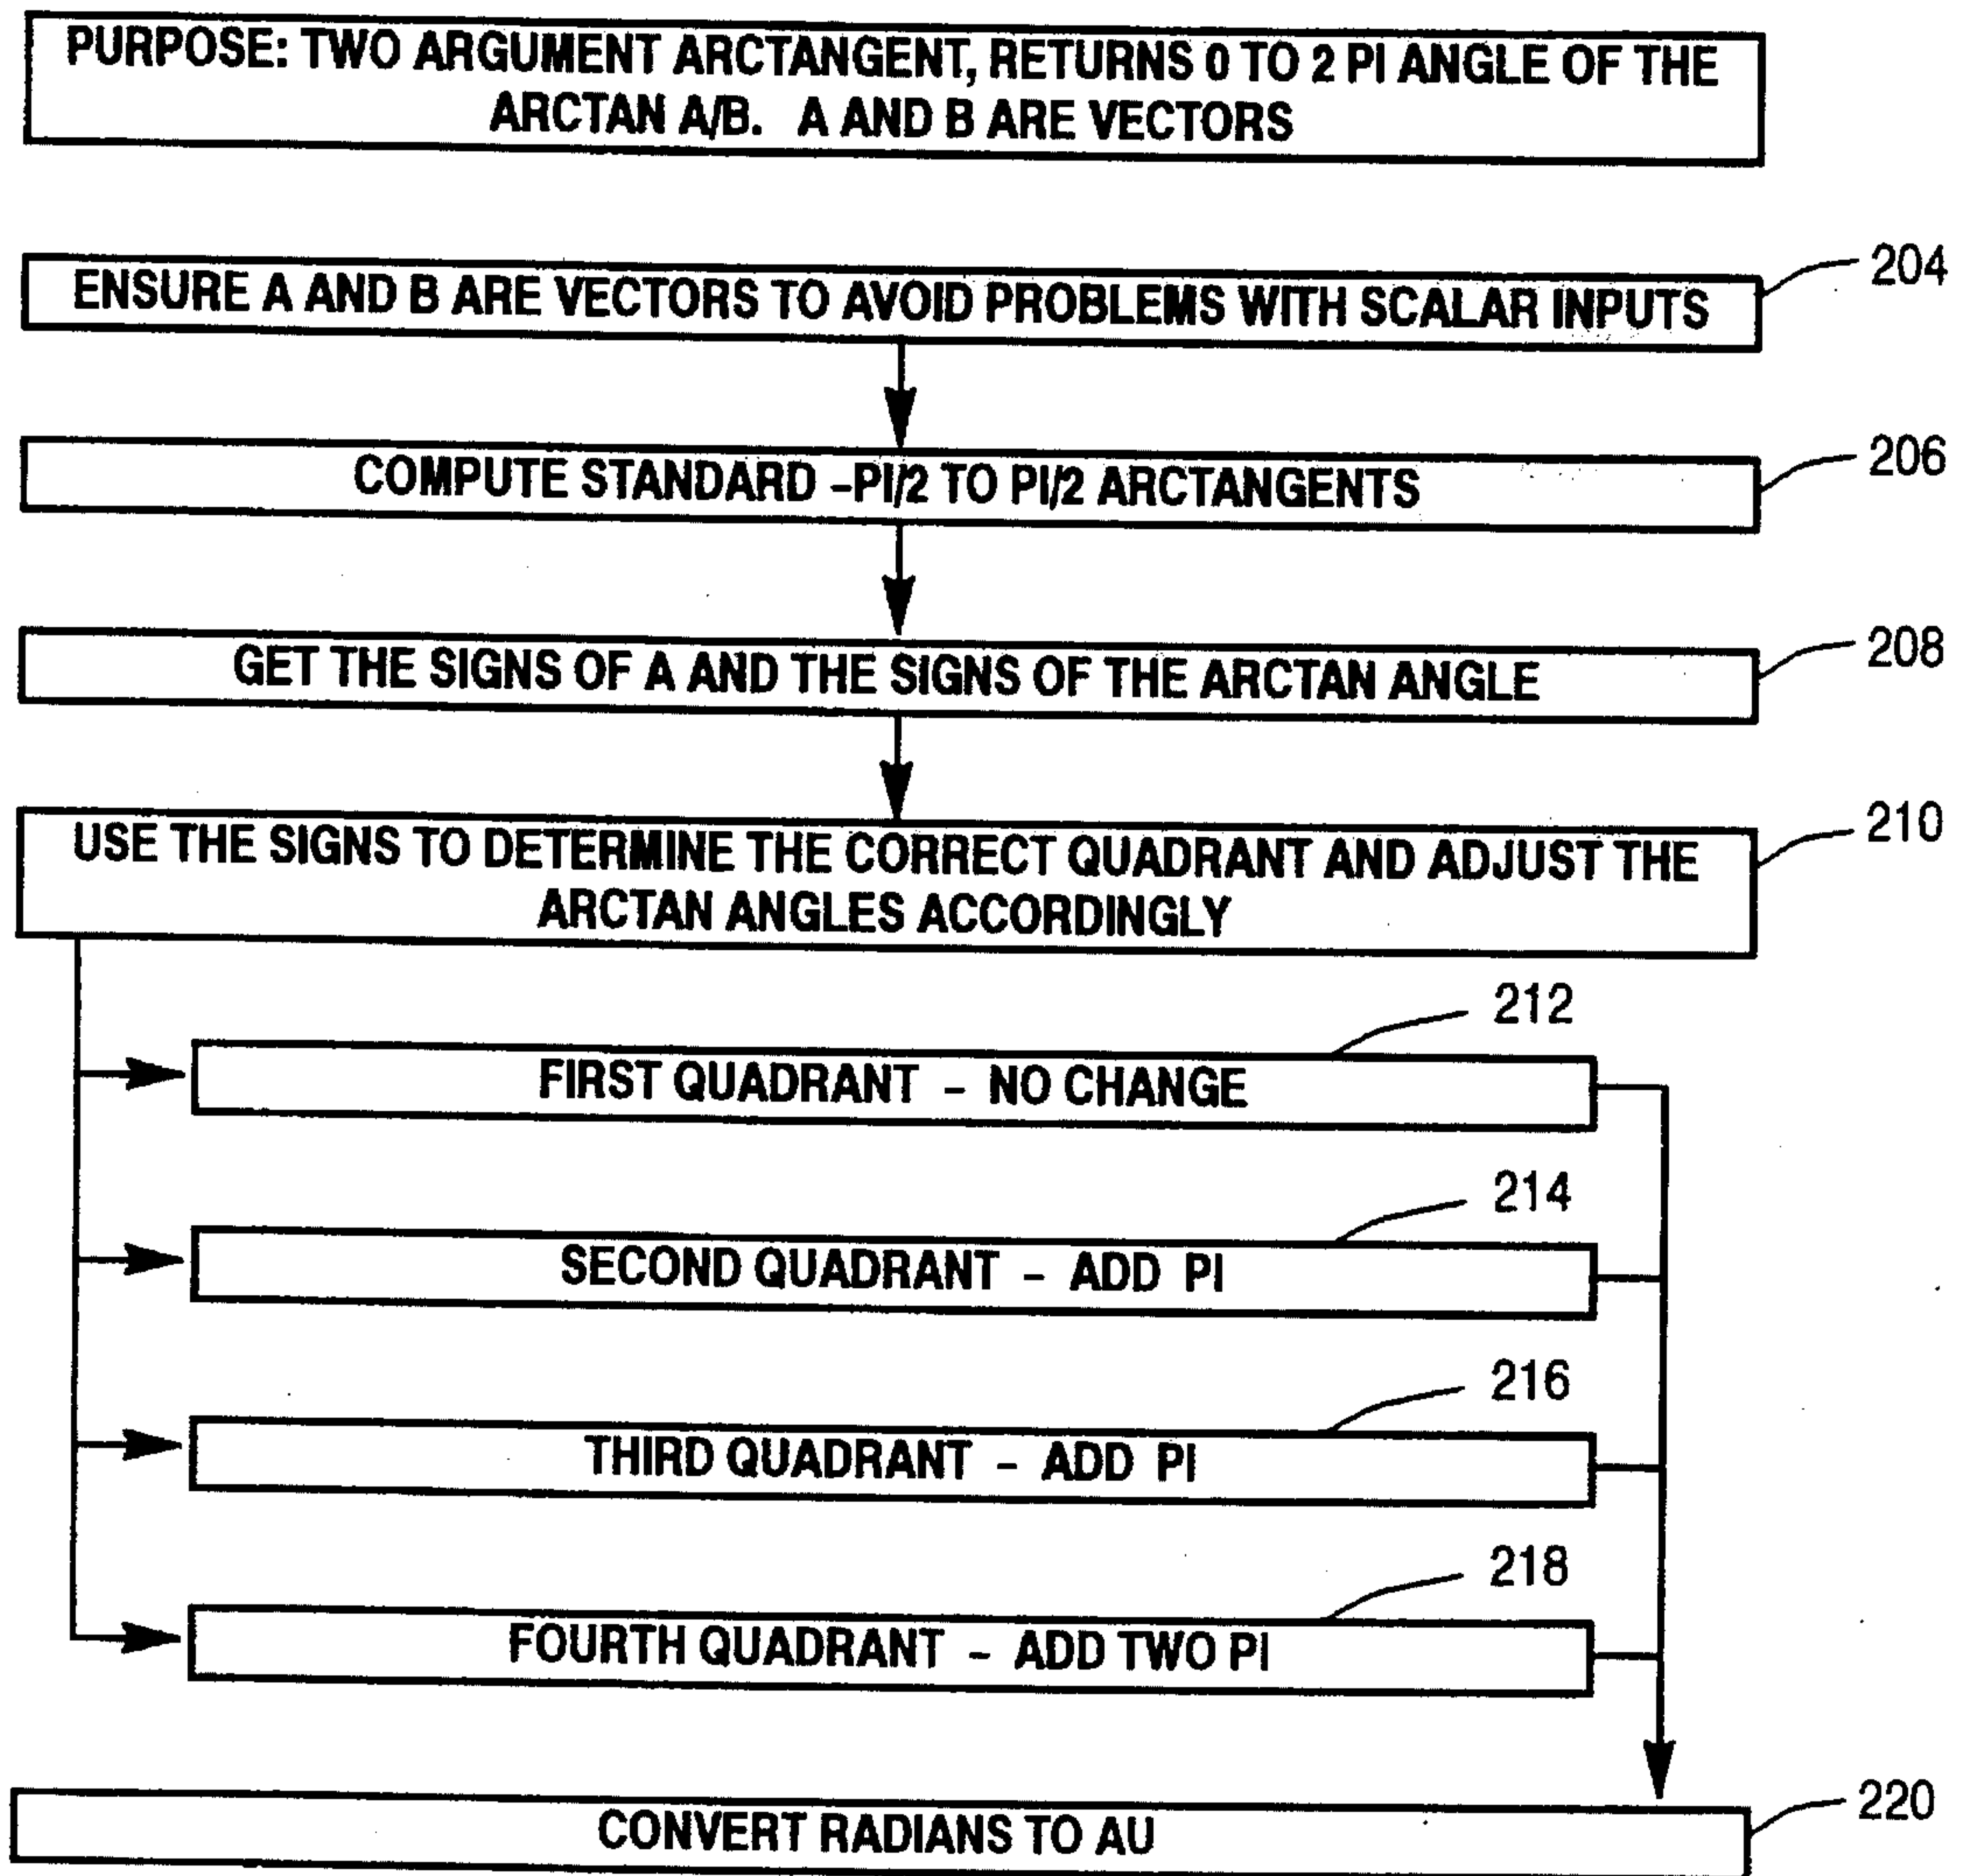 PURPOSE: TWO ARGUMENT ARCTANGENT, RETURNS 0 TO 2 PI ANGLE OF THE
ARCTAN A/B. A AND B ARE VECTORS
ENSURE A AND B ARE VECTORS TO AVOID PROBLEMS WITH SCALAR INPUTS
204
COMPUTE STANDARD -PI/2 TO PI/2 ARCTANGENTS
206
GET THE SIGNS OF A AND THE SIGNS OF THE ARCTAN ANGLE
208
USE THE SIGNS TO DETERMINE THE CORRECT QUADRANT AND ADJUST THE
ARCTAN ANGLES ACCORDINGLY
210
212
FIRST QUADRANT - NO CHANGE
214
SECOND QUADRANT - ADD PI
216
THIRD QUADRANT - ADD PI
218
FOURTH QUADRANT - ADD TWO PI
CONVERT RADIANS TO AU
220